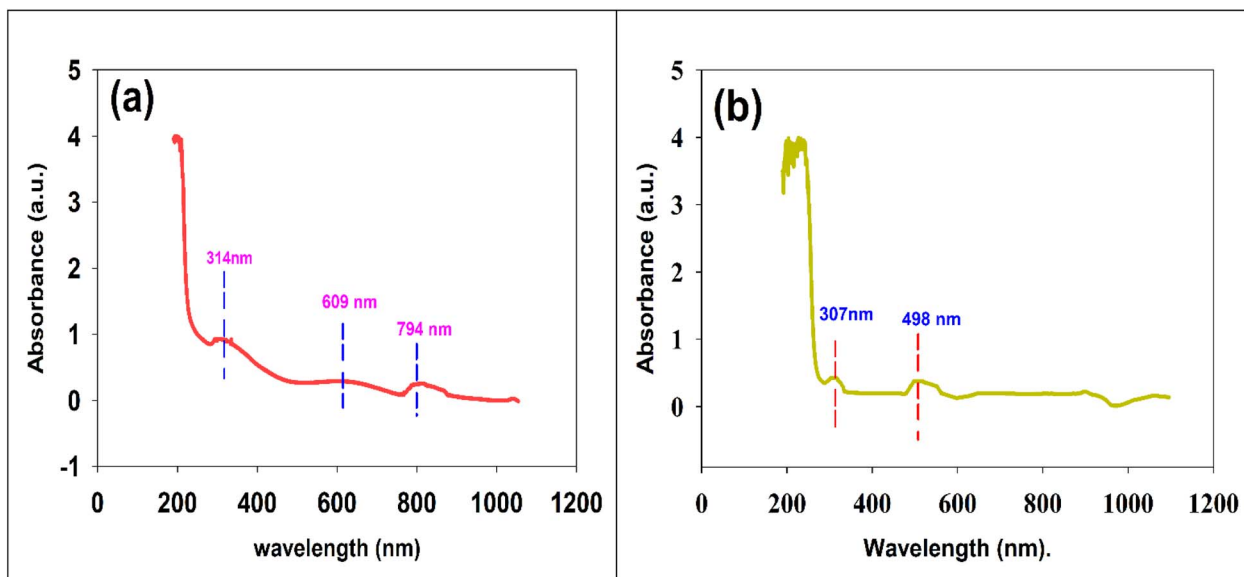 (a)
5
4
3
2
1
0
-1
Absorbance (a.u.)
314nm
609 nm
794 nm
0 200 400 600 800 1000 1200
wavelength (nm)
(b)
5
4
3
2
1
0
Absorbance (a.u.)
307nm
498 nm
0 200 400 600 800 1000 1200
Wavelength (nm).